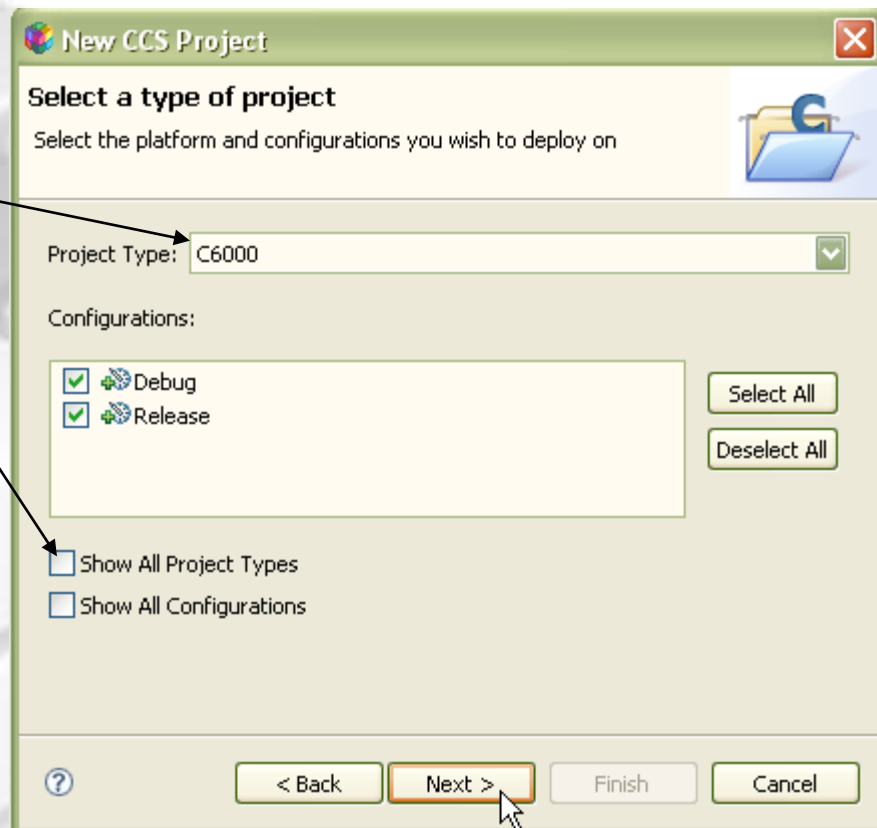 New CCS Project
Select a type of project
Select the platform and configurations you wish to deploy on
Project Type: C6000
Configurations:
Debug
Release
Select All
Deselect All
Show All Project Types
Show All Configurations
? < Back Next > Finish Cancel